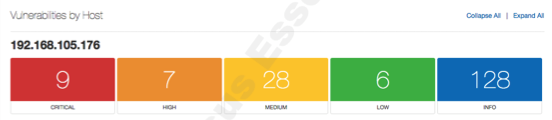 Vulnerabilities by Host
Collapse All | Expand All
192.168.105.176
9 7 28 6 128
CRITICAL HIGH MEDIUM LOW INFO